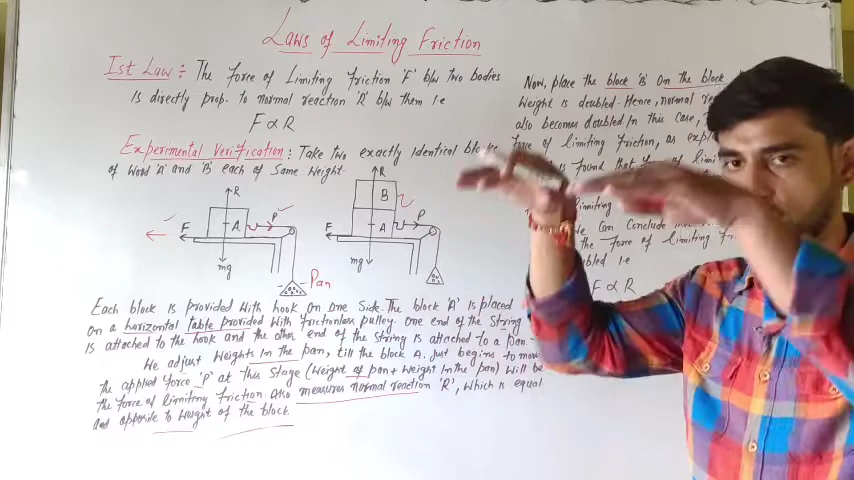 Laws of Limiting Friction
Ist Law :- The force of Limiting friction 'F' b/w two bodies
is directly prop. to normal reaction 'R' b/w them i.e
F ∝ R
Experimental Verification : Take two exactly identical blocks
of Wood 'A' and B each of Same Weight.
R
F
A
P
mg
Pan
R
B
F
A
P
mg
Each block is provided with hook on one side. The block 'A' is placed
on a horizontal Table provided with frictionless pulley. One end of the string
is attached to the hook and the other end of the string is attached to a pan.
We adjust weights in the pan, till the block A. Just begins to move
the applied force 'P' at this stage (Weight of pan + Weight in the pan) will be
the force of limiting friction. Also measures normal reaction 'R', which is equal
and opposite to weight of the block.
Now, place the block 'B' on the block
Weight is doubled. Hence, normal
also becomes doubled. In this Case,
force of limiting friction, as
is found that force of
limiting
We can Conclude
the force of limiting
i.e
F ∝ R